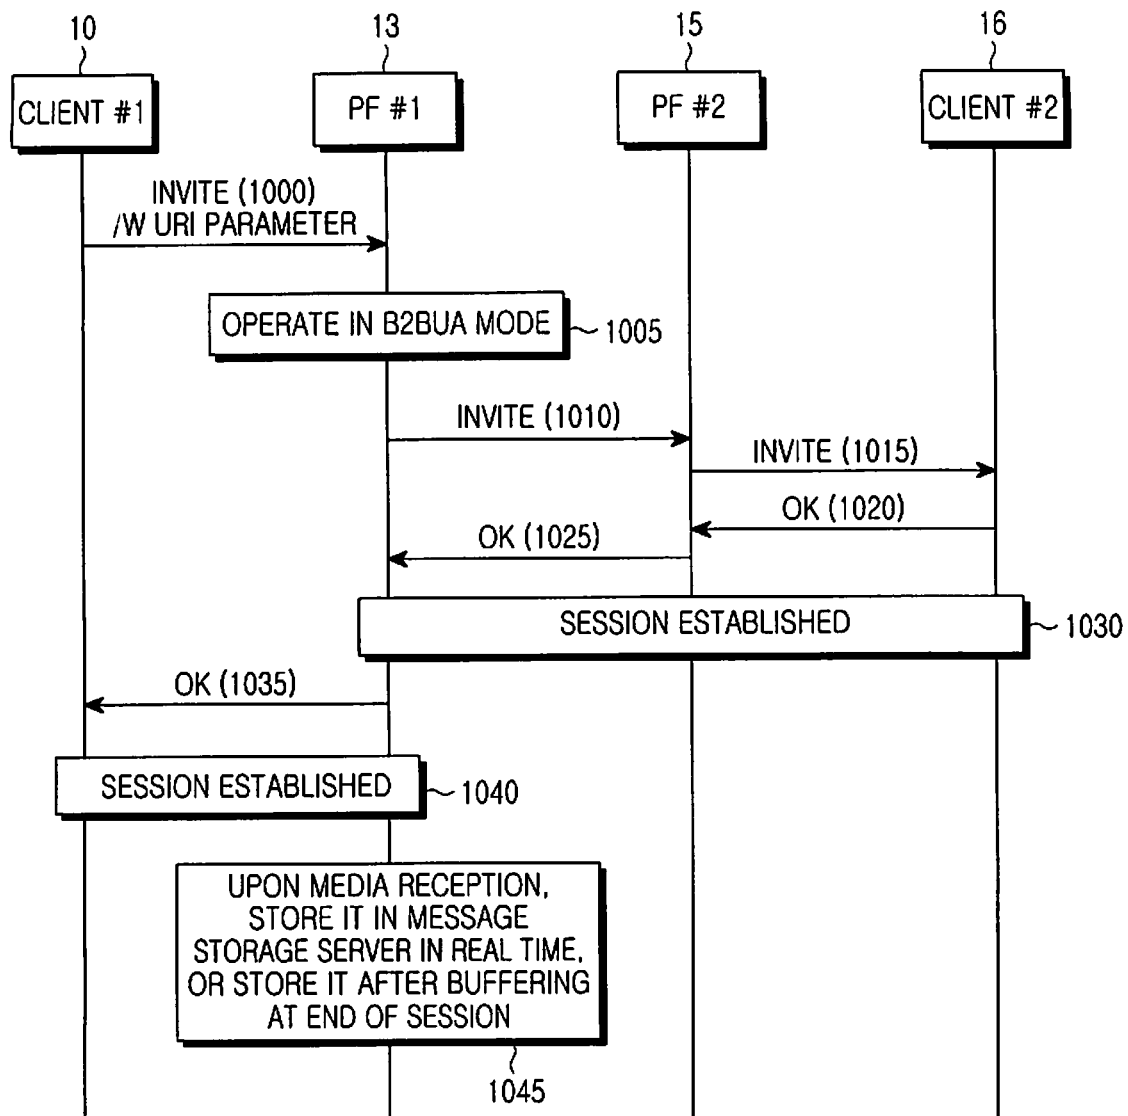 10
13
15
16
CLIENT #1
PF #1
PF #2
CLIENT #2
INVITE (1000)
/W URI PARAMETER
OPERATE IN B2BUA MODE
1005
INVITE (1010)
INVITE (1015)
OK (1020)
OK (1025)
SESSION ESTABLISHED
1030
OK (1035)
SESSION ESTABLISHED
1040
UPON MEDIA RECEPTION,
STORE IT IN MESSAGE
STORAGE SERVER IN REAL TIME,
OR STORE IT AFTER BUFFERING
AT END OF SESSION
1045